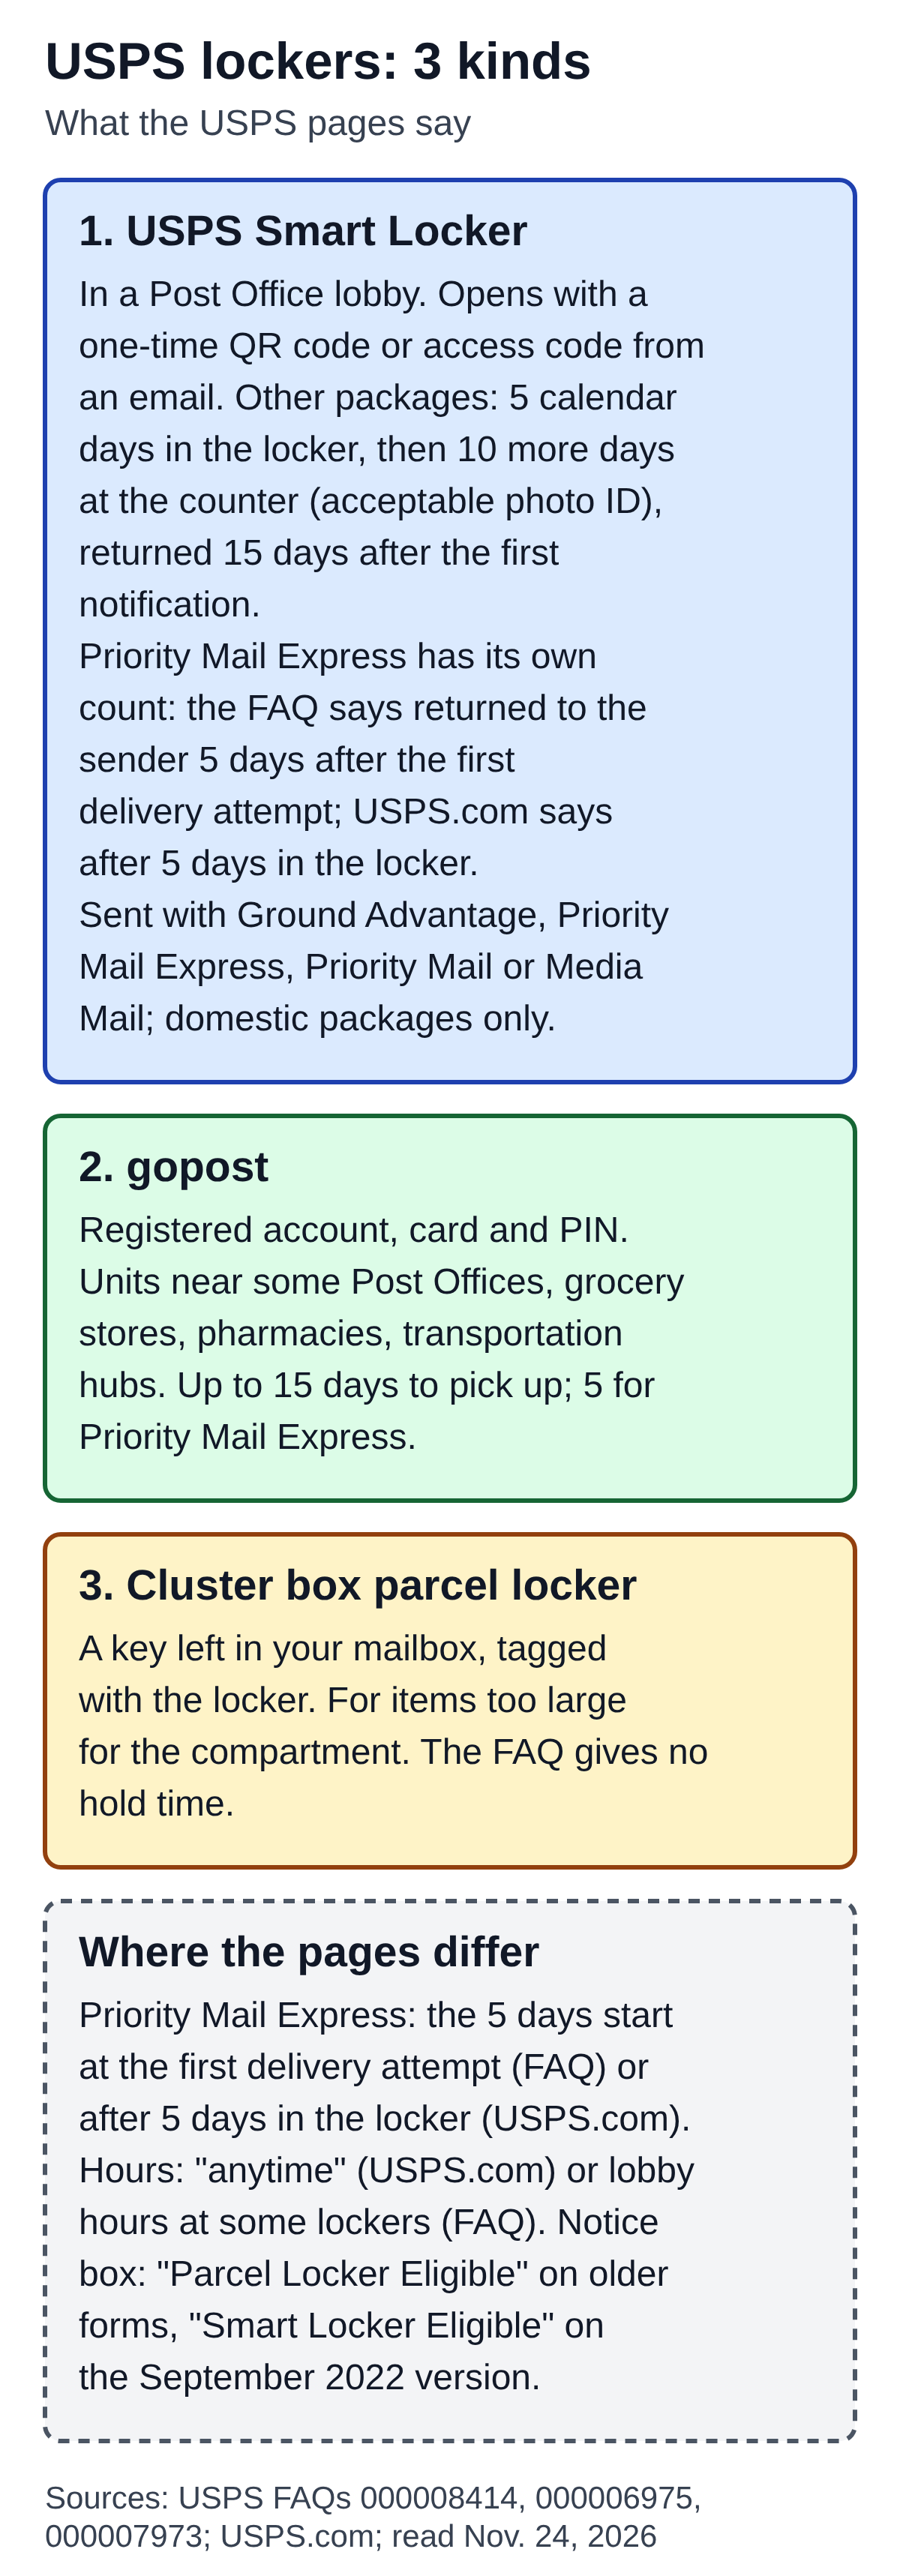 USPS lockers: 3 kinds
What the USPS pages say
1. USPS Smart Locker
In a Post Office lobby. Opens with a
one-time QR code or access code from
an email. Other packages: 5 calendar
days in the locker, then 10 more days
at the counter (acceptable photo ID),
returned 15 days after the first
notification.
Priority Mail Express has its own
count: the FAQ says returned to the
sender 5 days after the first
delivery attempt; USPS.com says
after 5 days in the locker.
Sent with Ground Advantage, Priority
Mail Express, Priority Mail or Media
Mail; domestic packages only.
2. gopost
Registered account, card and PIN.
Units near some Post Offices, grocery
stores, pharmacies, transportation
hubs. Up to 15 days to pick up; 5 for
Priority Mail Express.
3. Cluster box parcel locker
A key left in your mailbox, tagged
with the locker. For items too large
for the compartment. The FAQ gives no
hold time.
Where the pages differ
Priority Mail Express: the 5 days start
at the first delivery attempt (FAQ) or
after 5 days in the locker (USPS.com).
Hours: "anytime" (USPS.com) or lobby
hours at some lockers (FAQ). Notice
box: "Parcel Locker Eligible" on older
forms, "Smart Locker Eligible" on
the September 2022 version.
Sources: USPS FAQs 000008414, 000006975,
000007973; USPS.com; read Nov. 24, 2026